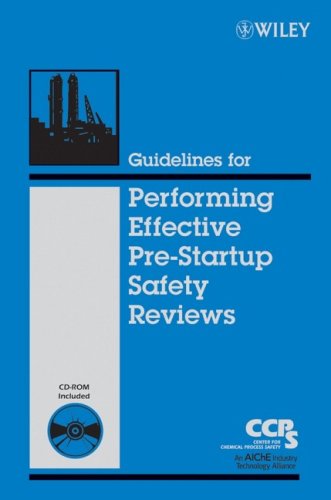 WILEY
Guidelines for
Performing
Effective
Pre-Startup
Safety
Reviews
CD-ROM
Included
CCPS
CENTER FOR
CHEMICAL PROCESS SAFETY
An AIChE Industry
Technology Alliance